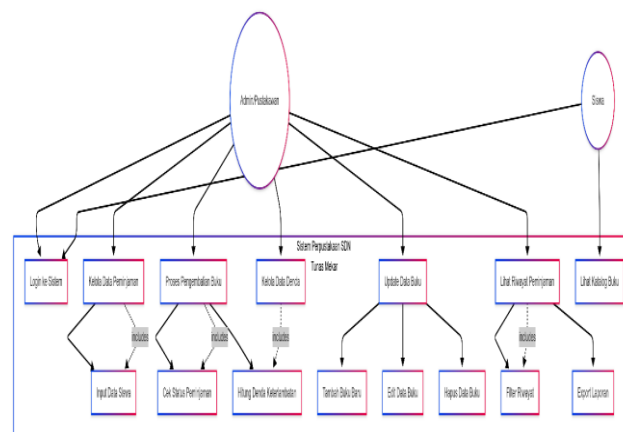 Admin/Pustakawan
Siswa
Sistem Perpustakaan SDN
Tunas Mekar
Login ke Sistem
Kelola Data Peminjaman
Proses Pengembalian Buku
Kelola Data Denda
Update Data Buku
Lihat Riwayat Peminjaman
Lihat Katalog Buku
includes
includes
includes
includes
Input Data Siswa
Cek Status Peminjaman
Hitung Denda Keterlambatan
Tambah Buku Baru
Edit Data Buku
Hapus Data Buku
Filter Riwayat
Export Laporan